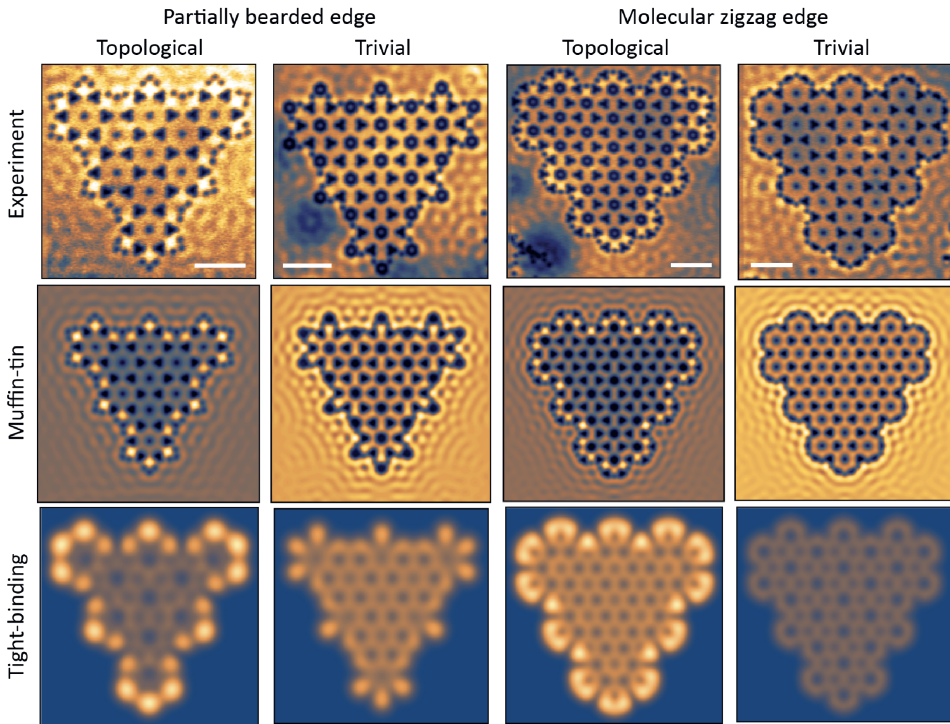 Partially bearded edge
Molecular zigzag edge
Topological
Trivial
Topological
Trivial
Experiment
Muffin-tin
Tight-binding